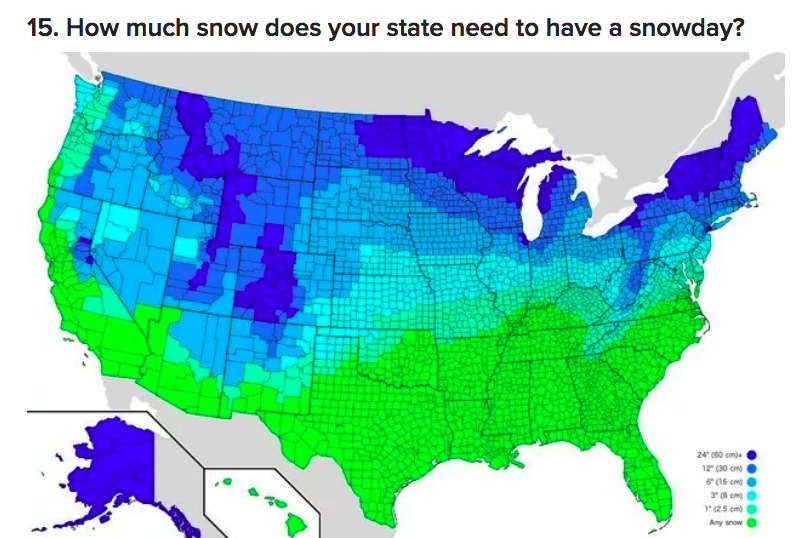 15. How much snow does your state need to have a snowday?
24" (60 cm)+
12" (30 cm)
6" (15 cm)
3" (8 cm)
1" (2.5 cm)
Any snow